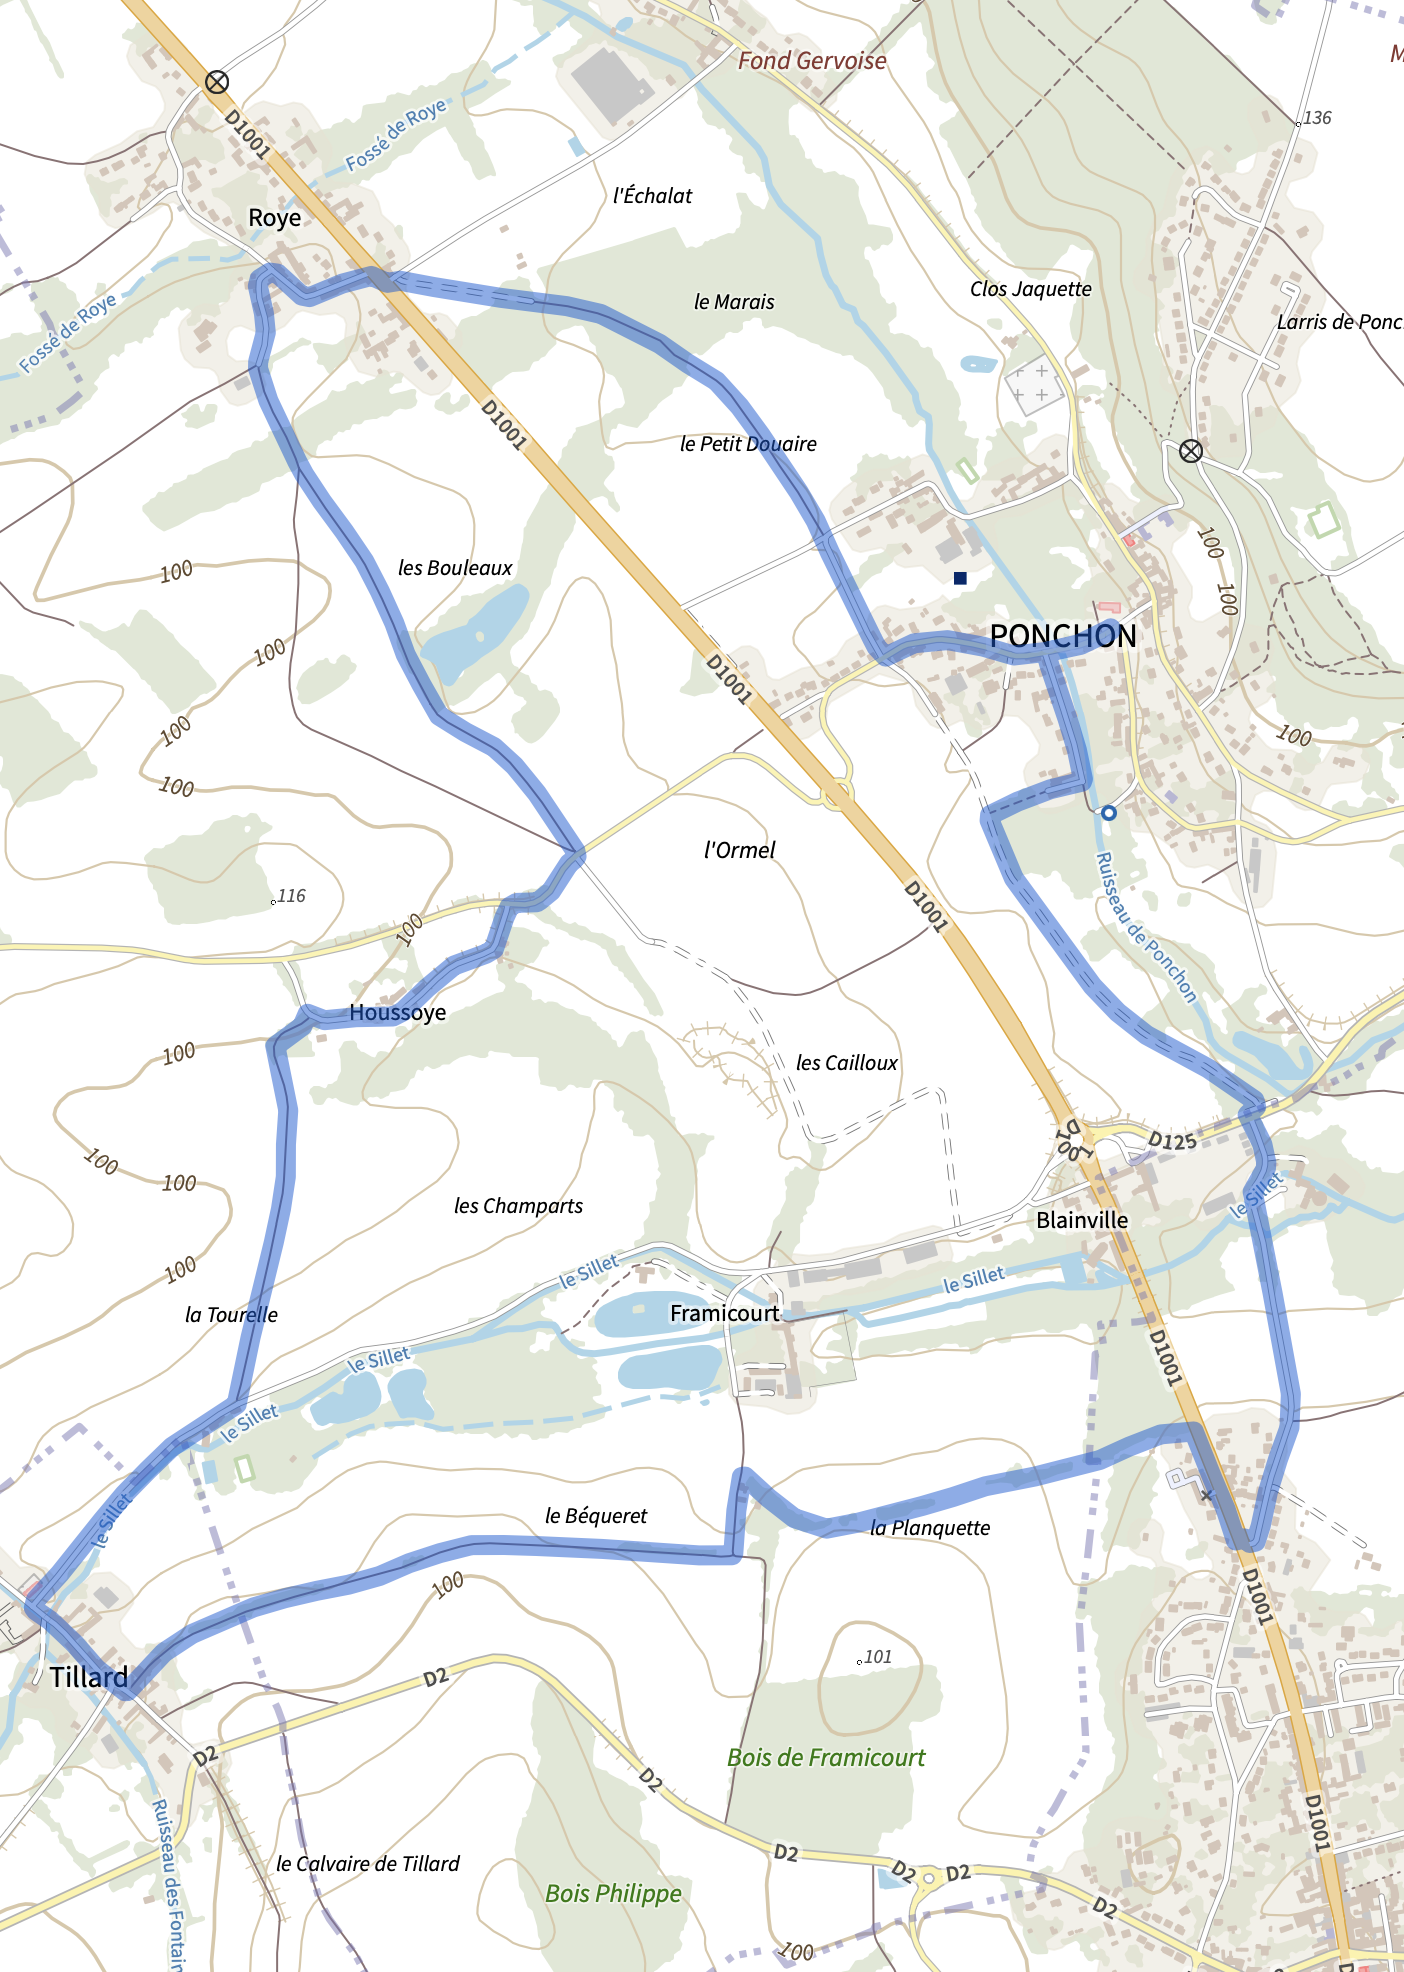 Fond Gervoise
M
136
D1001
Fossé de Roye
l'Échalat
Roye
Clos Jaquette
le Marais
Larris de Ponc
Fossé de Roye
D1001
le Petit Douaire
100
100
les Bouleaux
100
100
PONCHON
D1001
100
100
100
100
l'Ormel
116
D1001
100
Ruisseau de Ponchon
Houssoye
100
les Cailloux
D
100
1
D125
100
100
le Sillet
les Champarts
Blainville
100
le Sillet
le Sillet
la Tourelle
Framicourt
D1001
le Sillet
le Sillet
le Sillet
le Béqueret
la Planquette
100
D1001
101
Tillard
D2
D2
Bois de Framicourt
D2
D1001
Ruisseau des Fontain
D2
le Calvaire de Tillard
D2
D2
Bois Philippe
D2
100
D